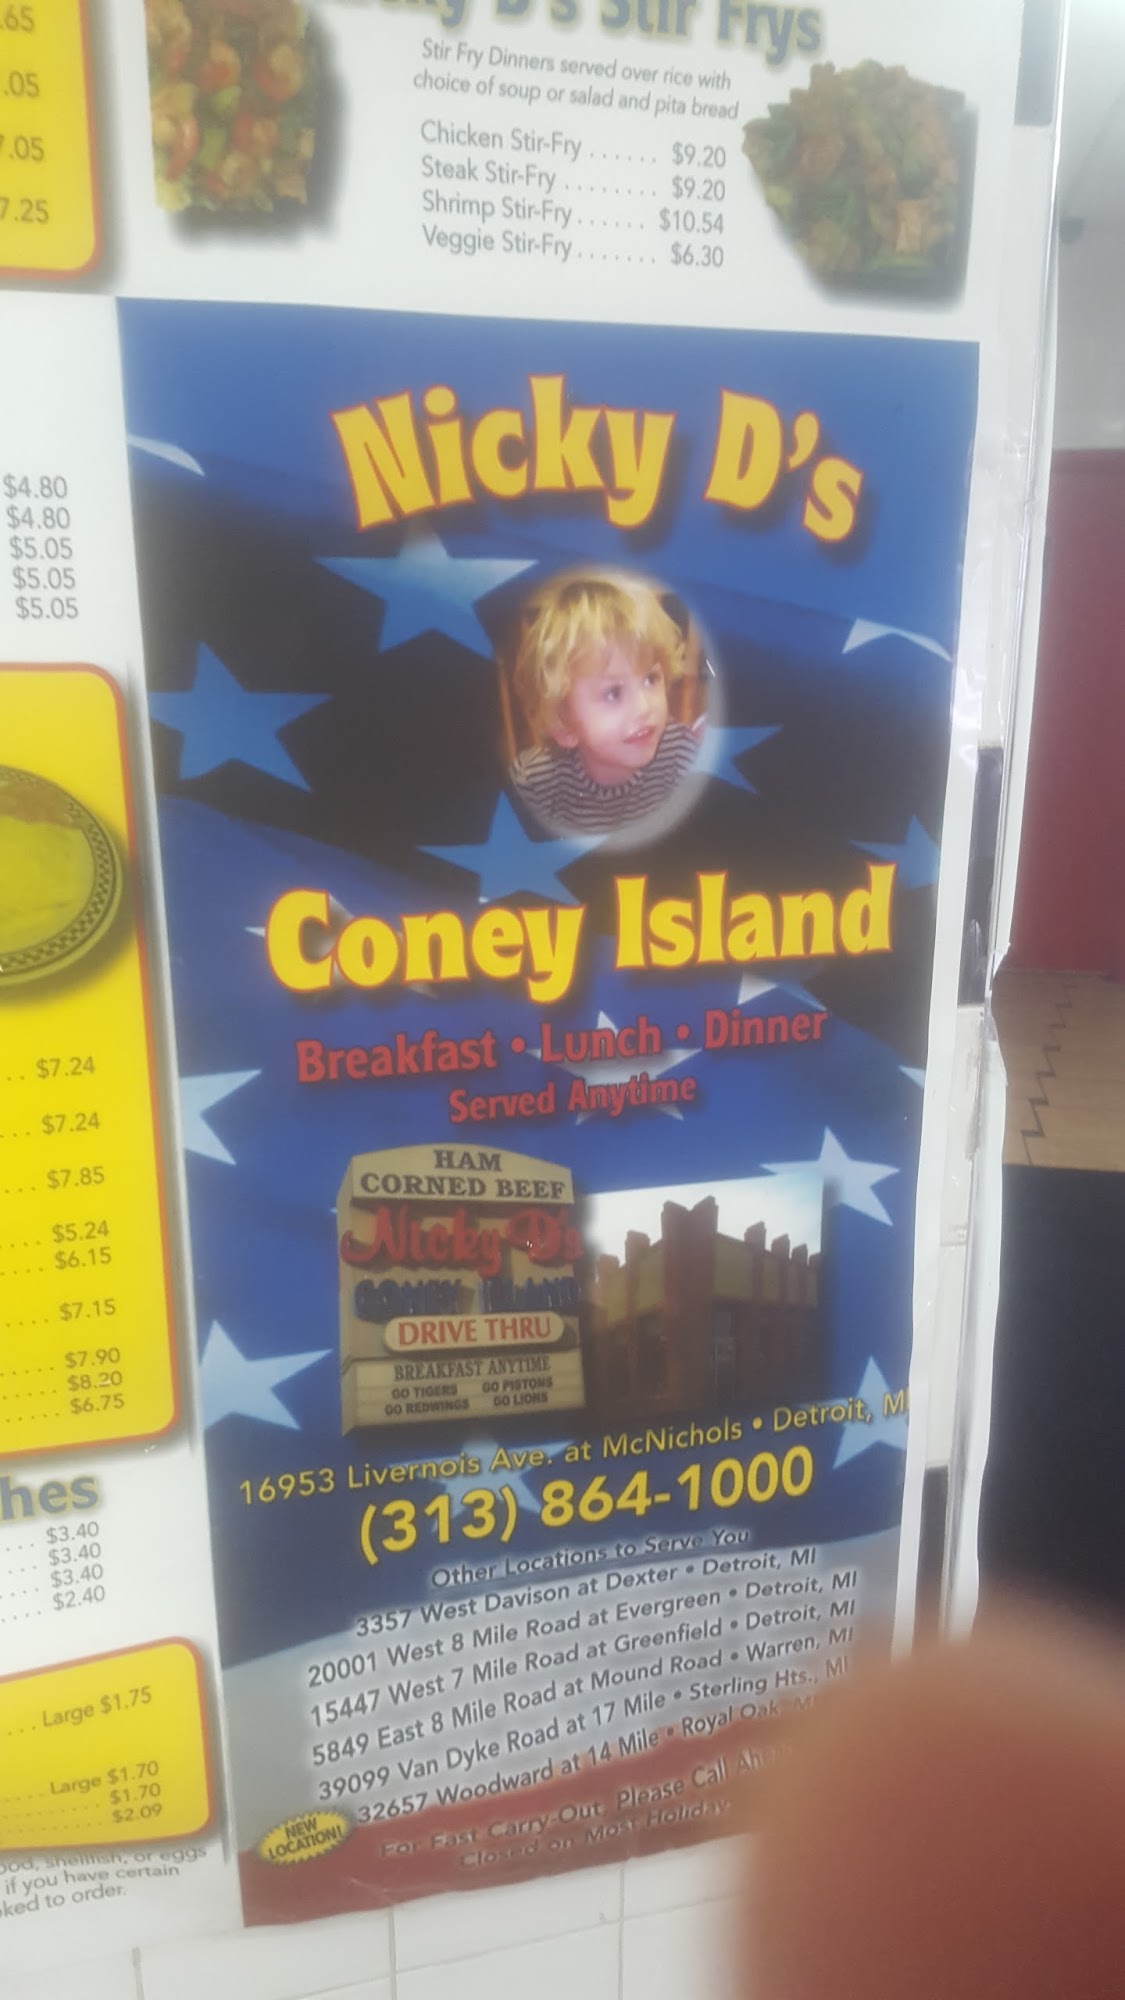 .65
.05
7.05
7.25
y D's Stir Frys
Stir Fry Dinners served over rice with
choice of soup or salad and pita bread
Chicken Stir-Fry ...... $9.20
Steak Stir-Fry ........ $9.20
Shrimp Stir-Fry ...... $10.54
Veggie Stir-Fry ....... $6.30
$4.80
$4.80
$5.05
$5.05
$5.05
.. $7.24
... $7.24
... $7.85
.... $5.24
.... $6.15
.... $7.15
..... $7.90
..... $8.20
..... $6.75
hes
... $3.40
... $3.40
.... $3.40
.... $2.40
... Large $1.75
.... Large $1.70
........ $1.70
........ $2.09
ood, shellfish, or eggs
if you have certain
ked to order.
Nicky D's
Coney Island
Breakfast • Lunch • Dinner
Served Anytime
HAM
CORNED BEEF
Nicky D's
CONEY ISLAND
DRIVE THRU
BREAKFAST ANYTIME
GO TIGERS GO PISTONS
GO REDWINGS GO LIONS
16953 Livernois Ave. at McNichols • Detroit, M
(313) 864-1000
Other Locations to Serve You
3357 West Davison at Dexter • Detroit, MI
20001 West 8 Mile Road at Evergreen • Detroit, MI
15447 West 7 Mile Road at Greenfield • Detroit, MI
5849 East 8 Mile Road at Mound Road • Warren, MI
39099 Van Dyke Road at 17 Mile • Sterling Hts., MI
32657 Woodward at 14 Mile • Royal Oak, M
NEW
LOCATION!
For Fast Carry-Out, Please Call Ah
Closed on Most Holiday